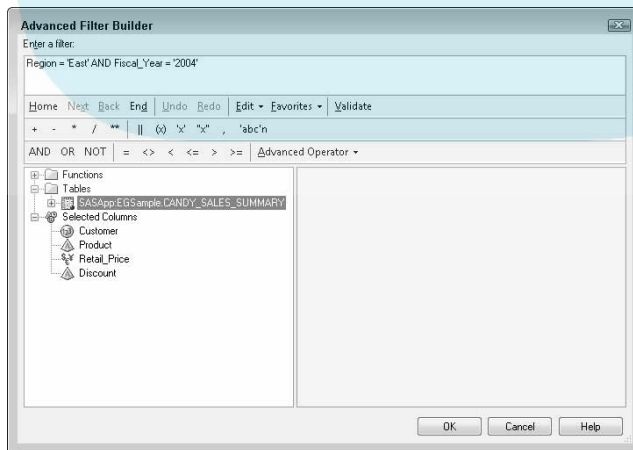 Advanced Filter Builder
Enter a filter:
Region = 'East' AND Fiscal_Year = '2004'
Home Next Back End Undo Redo Edit Favorites Validate
+ - * / ** || (x) 'x' "x" , 'abc'n
AND OR NOT = <> < <= > >= Advanced Operator
Functions
Tables
SASApp:EGSample.CANDY_SALES_SUMMARY
Selected Columns
Customer
Product
Retail_Price
Discount
OK Cancel Help